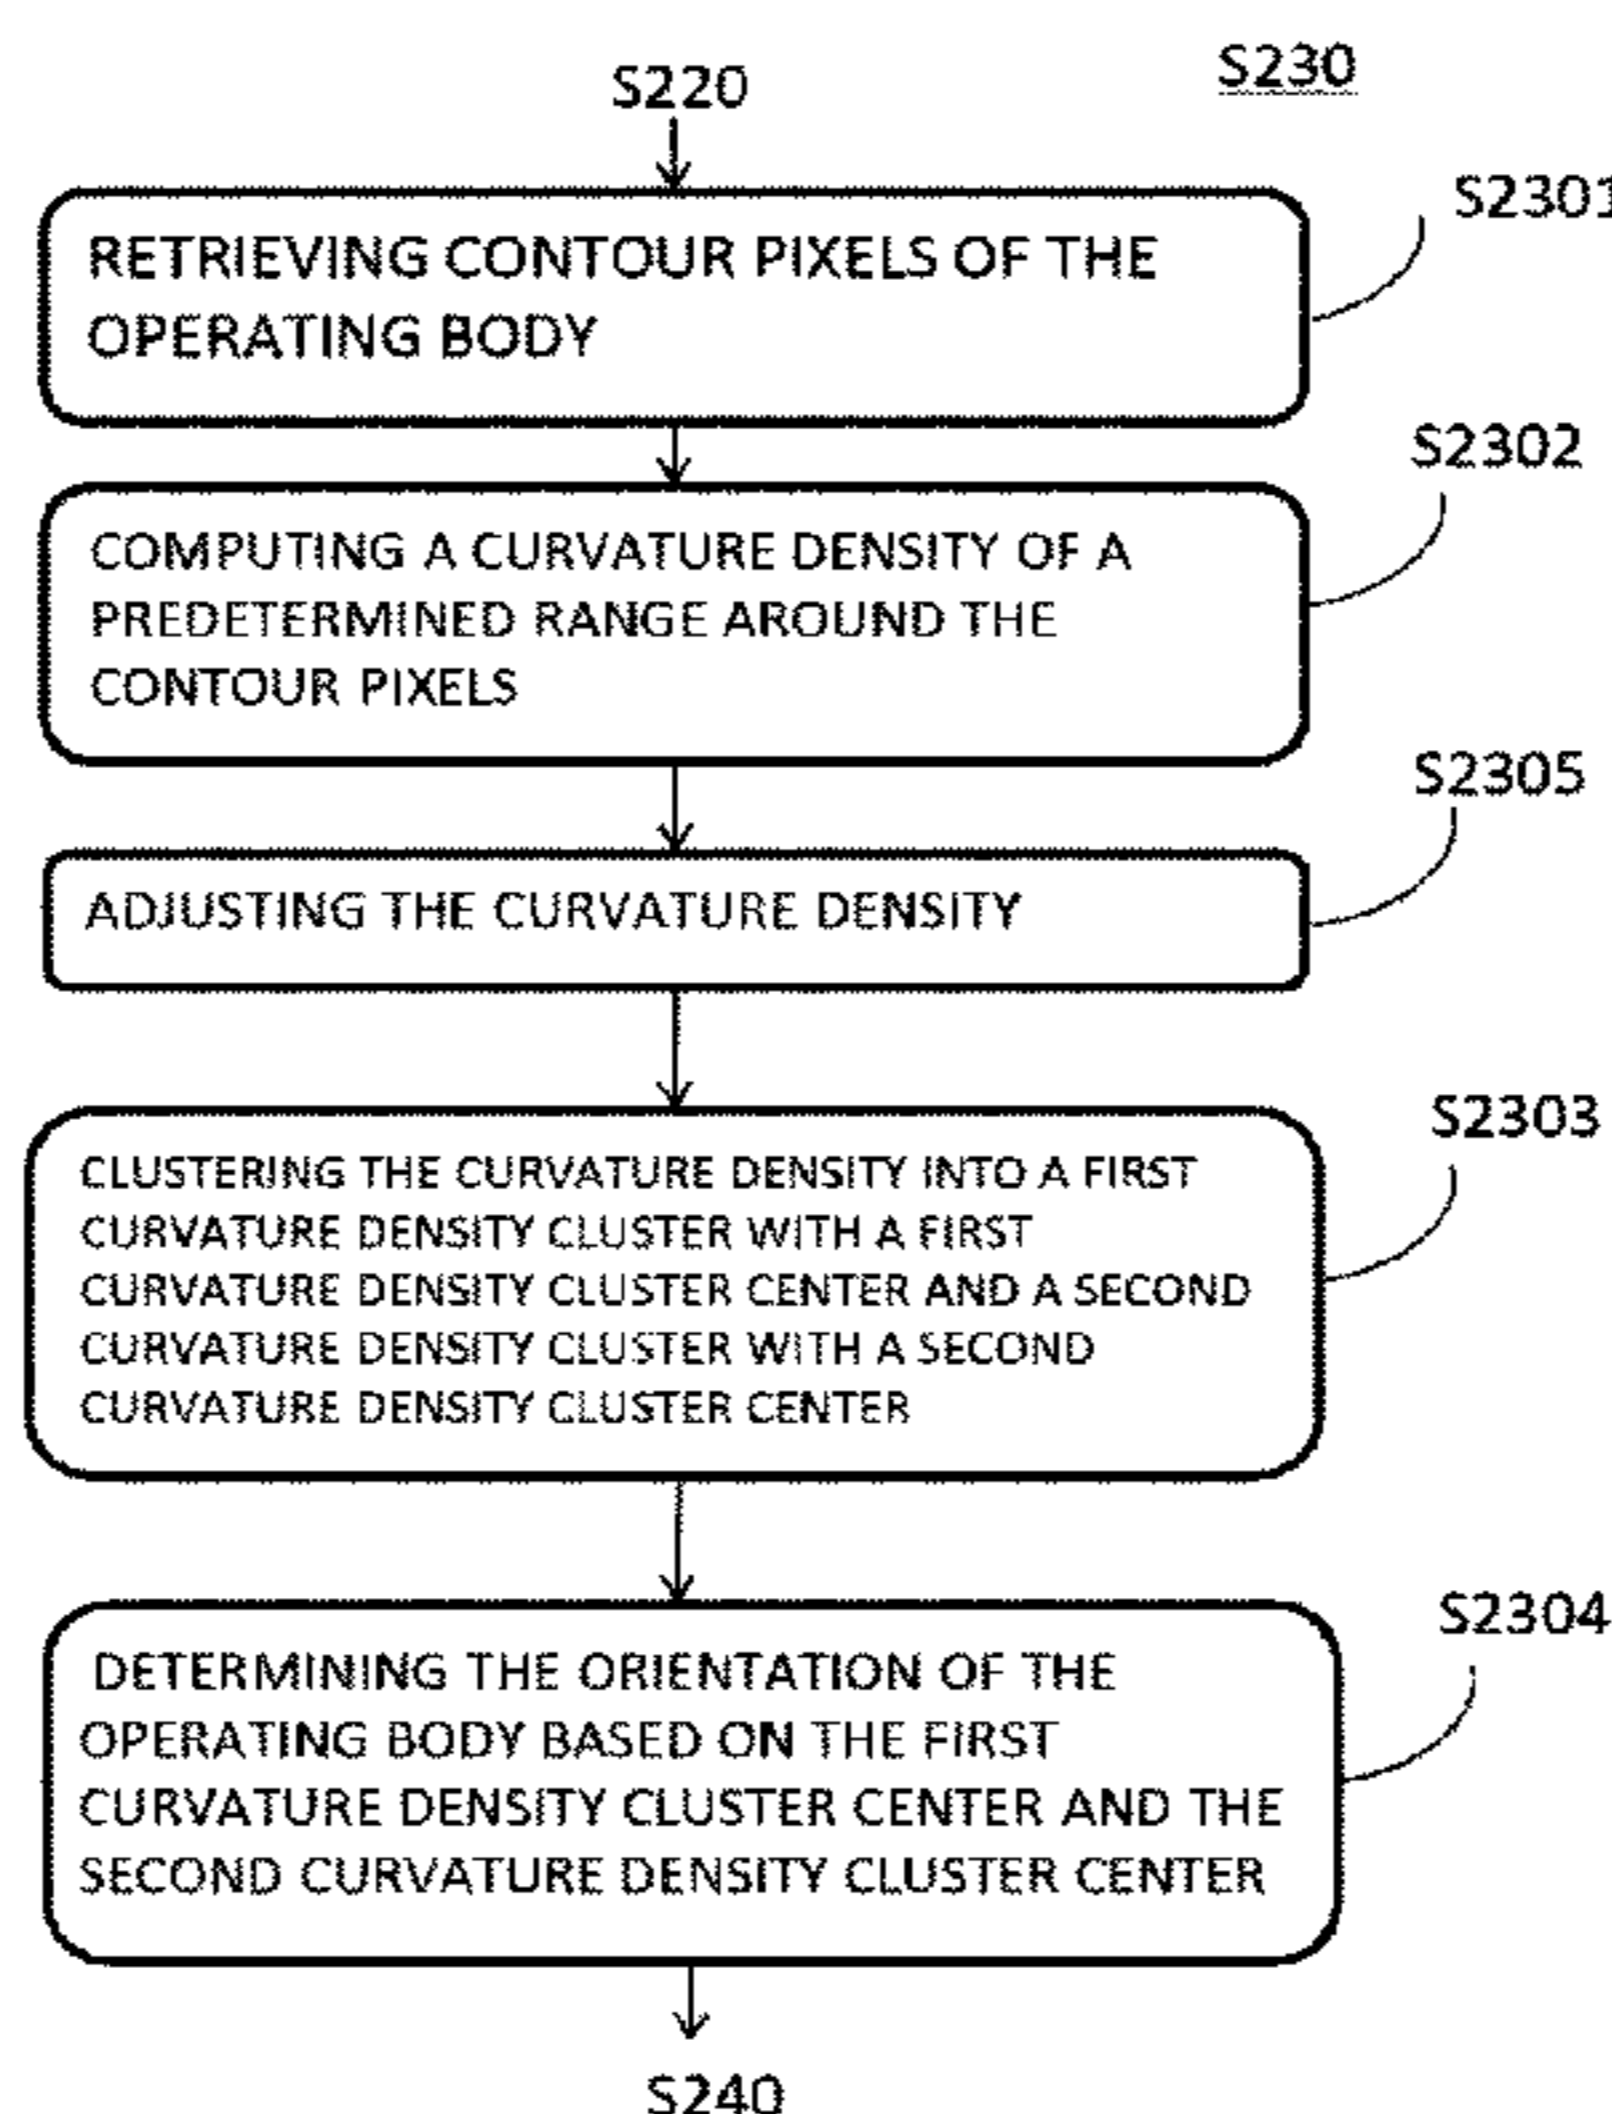 S220
S230
S2301
RETRIEVING CONTOUR PIXELS OF THE
OPERATING BODY
S2302
COMPUTING A CURVATURE DENSITY OF A
PREDETERMINED RANGE AROUND THE
CONTOUR PIXELS
S2305
ADJUSTING THE CURVATURE DENSITY
S2303
CLUSTERING THE CURVATURE DENSITY INTO A FIRST
CURVATURE DENSITY CLUSTER WITH A FIRST
CURVATURE DENSITY CLUSTER CENTER AND A SECOND
CURVATURE DENSITY CLUSTER WITH A SECOND
CURVATURE DENSITY CLUSTER CENTER
S2304
DETERMINING THE ORIENTATION OF THE
OPERATING BODY BASED ON THE FIRST
CURVATURE DENSITY CLUSTER CENTER AND THE
SECOND CURVATURE DENSITY CLUSTER CENTER
S240